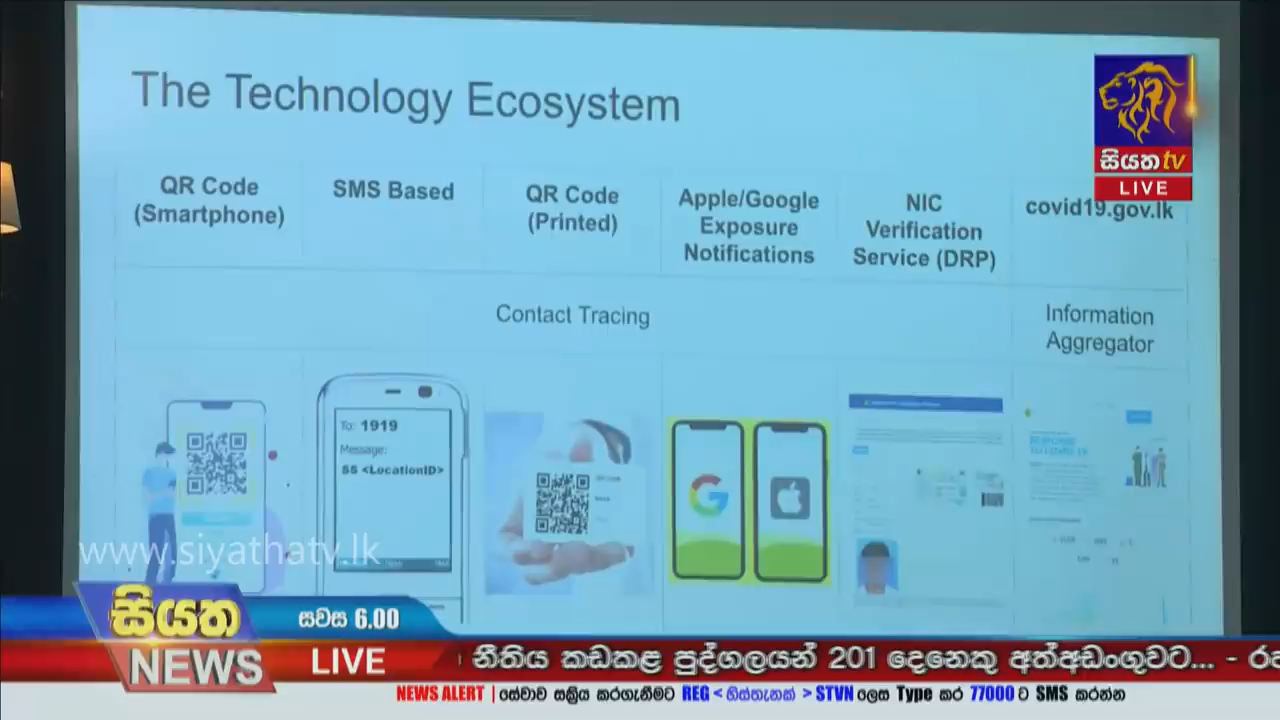 The Technology Ecosystem
QR Code
(Smartphone)
SMS Based
QR Code
(Printed)
Apple/Google
Exposure
Notifications
NIC
Verification
Service (DRP)
covid19.gov.lk
Contact Tracing
Information
Aggregator
To: 1919
Message:
SS <LocationID>
සියත tv
LIVE
www.siyathatv.lk
සියත
NEWS
සවස 6.00
LIVE
නීතිය කඩකළ පුද්ගලයන් 201 දෙනෙකු අත්අඩංගුවට... -
NEWS ALERT | සේවාව සක්‍රිය කරගැනීමට REG < හිස්තැනක් > STVN ලෙස Type කර 77000 ට SMS කරන්න